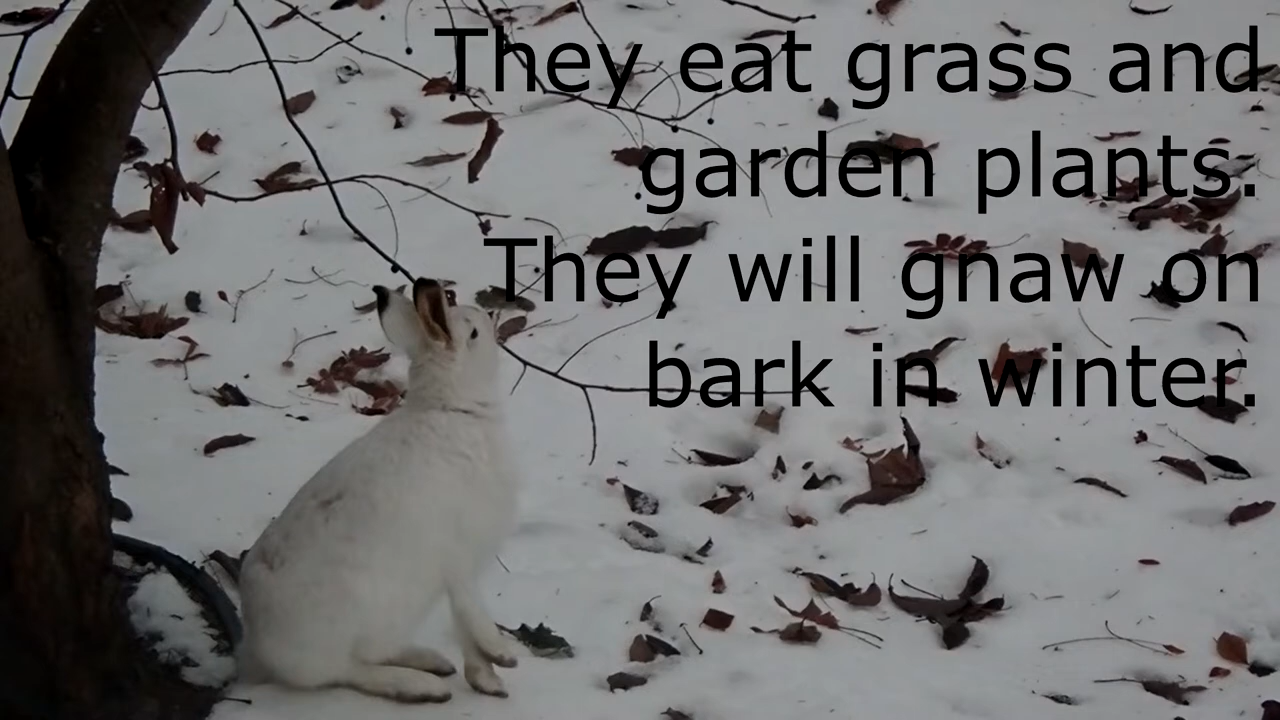 They eat grass and
garden plants.
They will gnaw on
bark in winter.